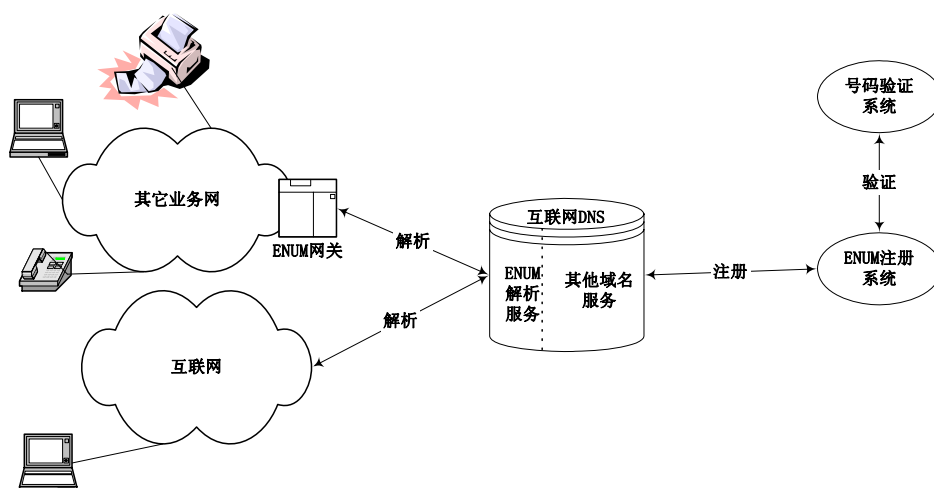 号码验证
系统
验证
其它业务网
ENUM网关
解析
互联网DNS
ENUM
解析
服务
其他域名
服务
注册
ENUM注册
系统
解析
互联网